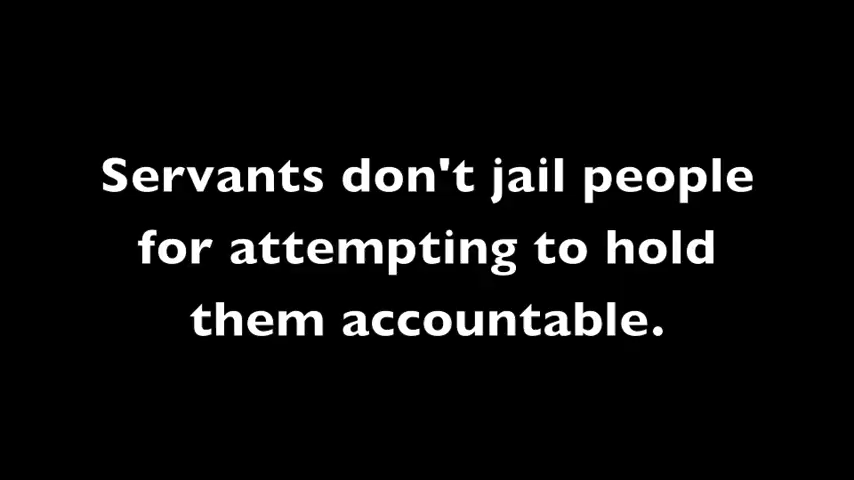 Servants don't jail people
for attempting to hold
them accountable.